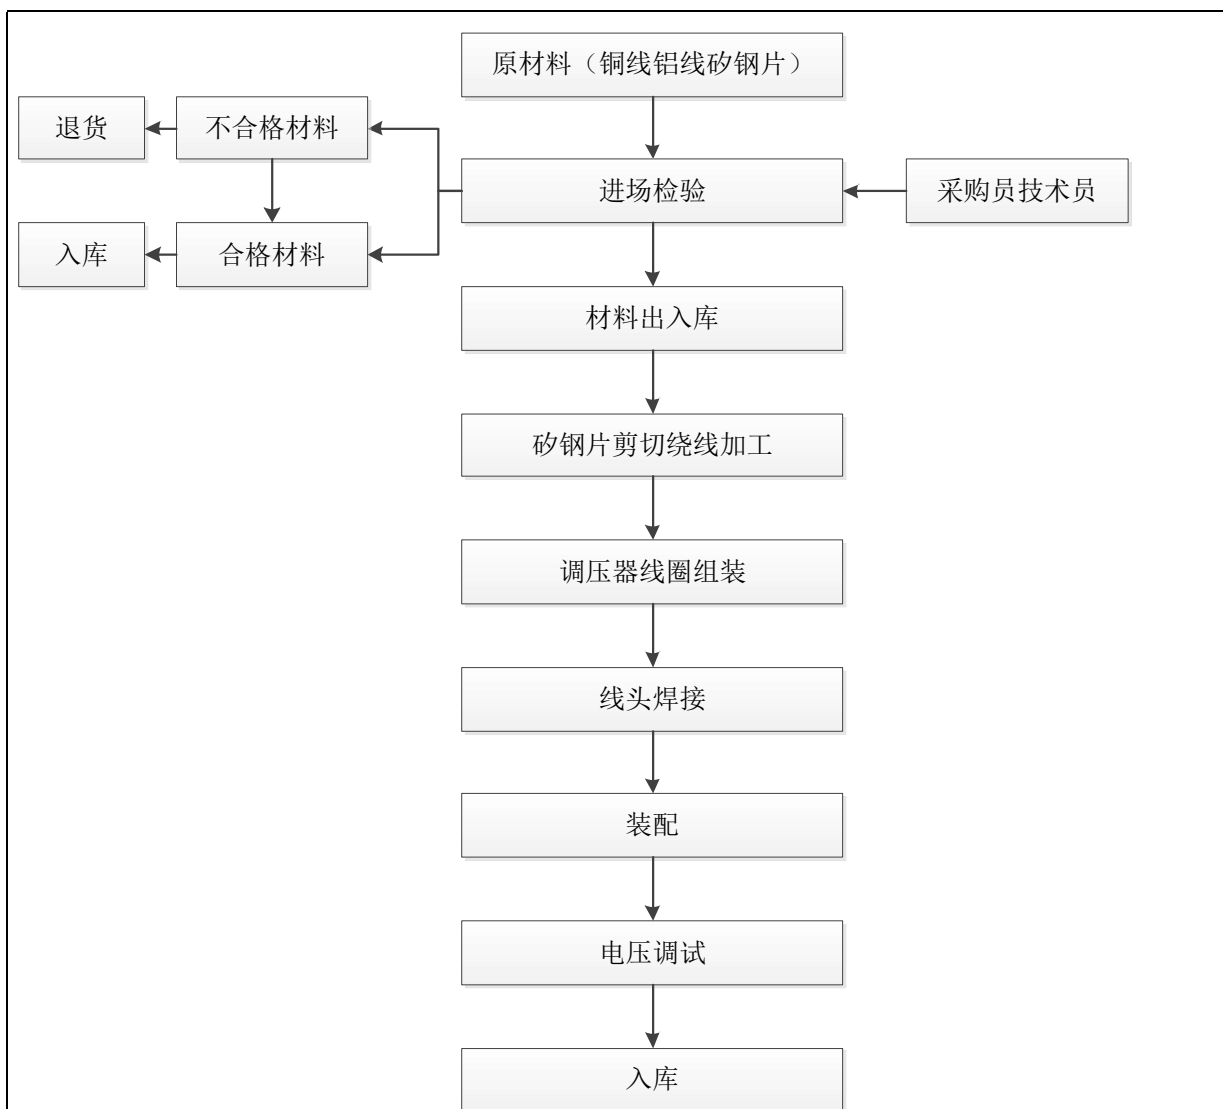 原材料（铜线铝线矽钢片）
退货
不合格材料
进场检验
采购员技术员
入库
合格材料
材料出入库
矽钢片剪切绕线加工
调压器线圈组装
线头焊接
装配
电压调试
入库